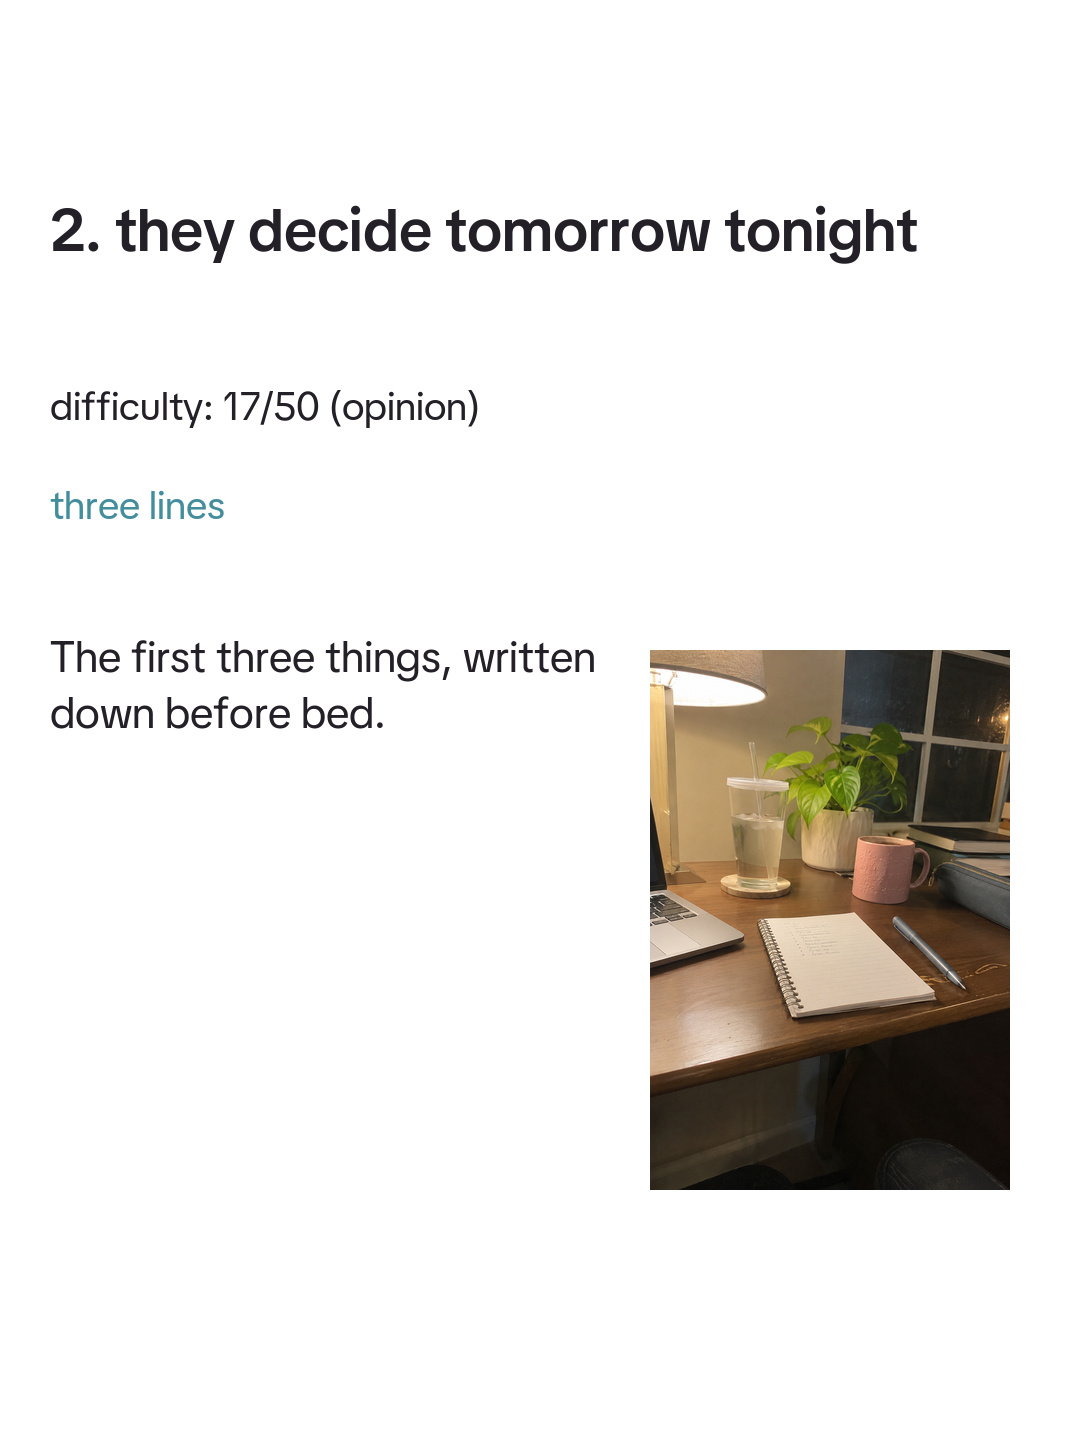 2. they decide tomorrow tonight
difficulty: 17/50 (opinion)
three lines
The first three things, written
down before bed.